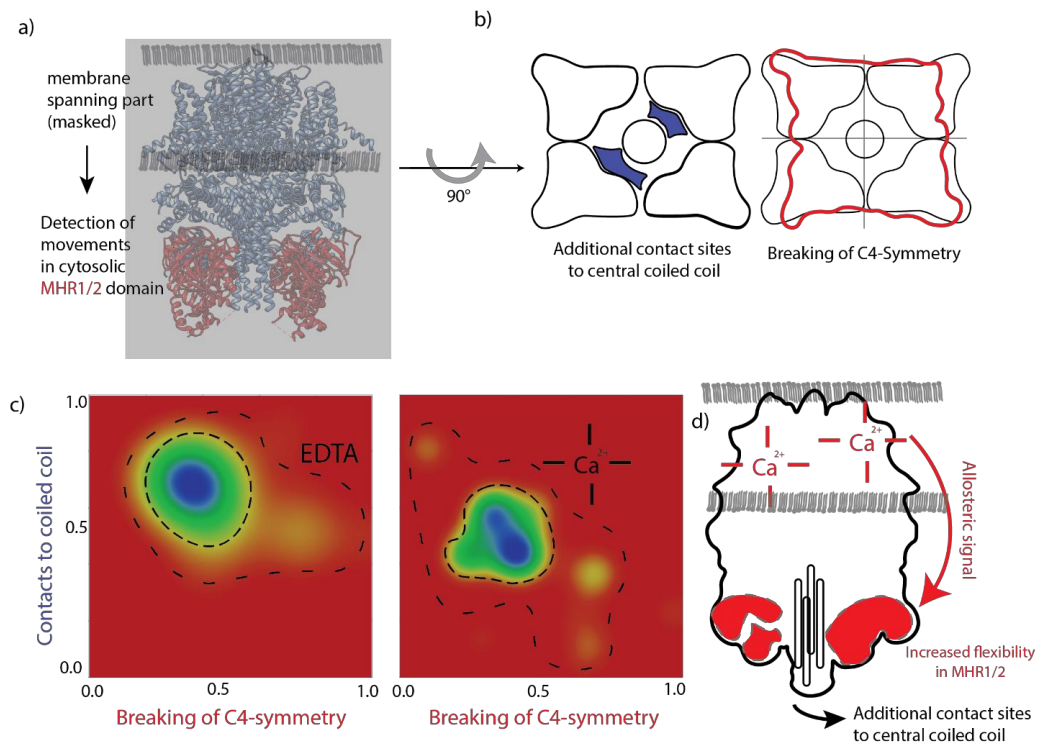 a)
membrane
spanning part
(masked)
Detection of
movements
in cytosolic
MHR1/2 domain
90°
b)
Additional contact sites
to central coiled coil
Breaking of C4-Symmetry
c)
Contacts to coiled coil
1.0
0.5
0.0
EDTA
0.0 0.5 1.0
Breaking of C4-symmetry
Ca2+
0.0 0.5 1.0
Breaking of C4-symmetry
d)
Ca2+
Ca2+
Allosteric signal
Increased flexibility
in MHR1/2
Additional contact sites
to central coiled coil